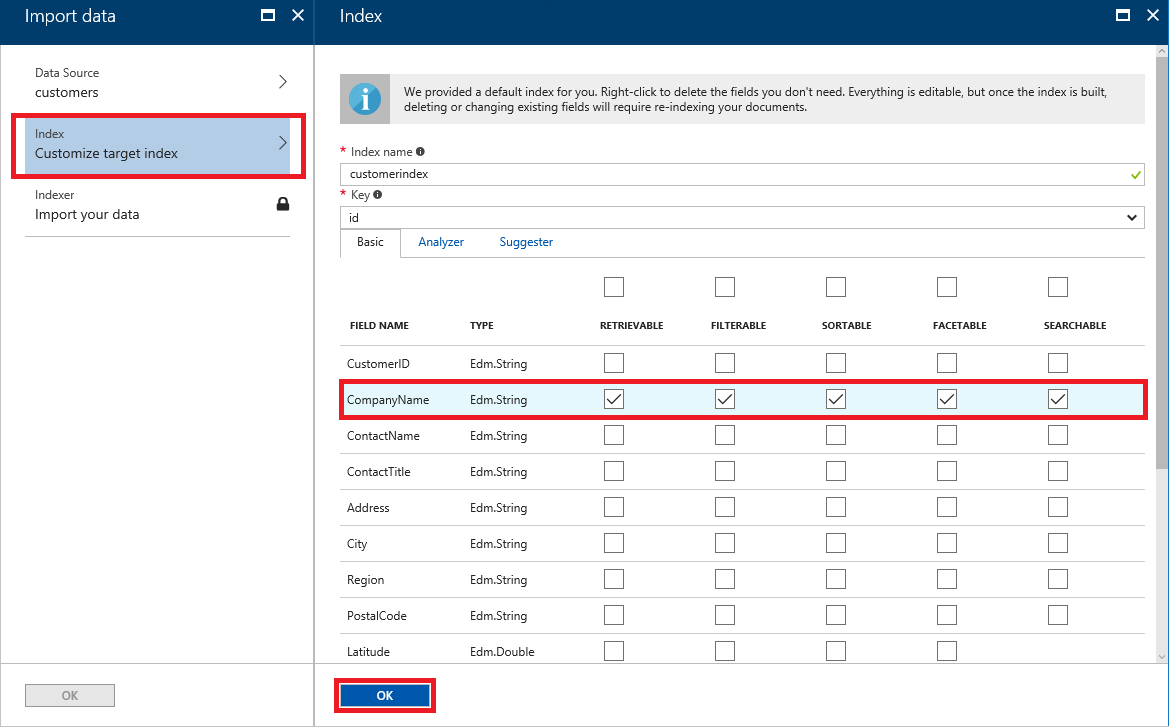 Import data
Index
Data Source
customers
Index
Customize target index
Indexer
Import your data
OK
We provided a default index for you. Right-click to delete the fields you don't need. Everything is editable, but once the index is built,
deleting or changing existing fields will require re-indexing your documents.
* Index name
customerindex
* Key
id
Basic Analyzer Suggester
FIELD NAME TYPE RETRIEVABLE FILTERABLE SORTABLE FACETABLE SEARCHABLE
CustomerID Edm.String
CompanyName Edm.String
ContactName Edm.String
ContactTitle Edm.String
Address Edm.String
City Edm.String
Region Edm.String
PostalCode Edm.String
Latitude Edm.Double
OK